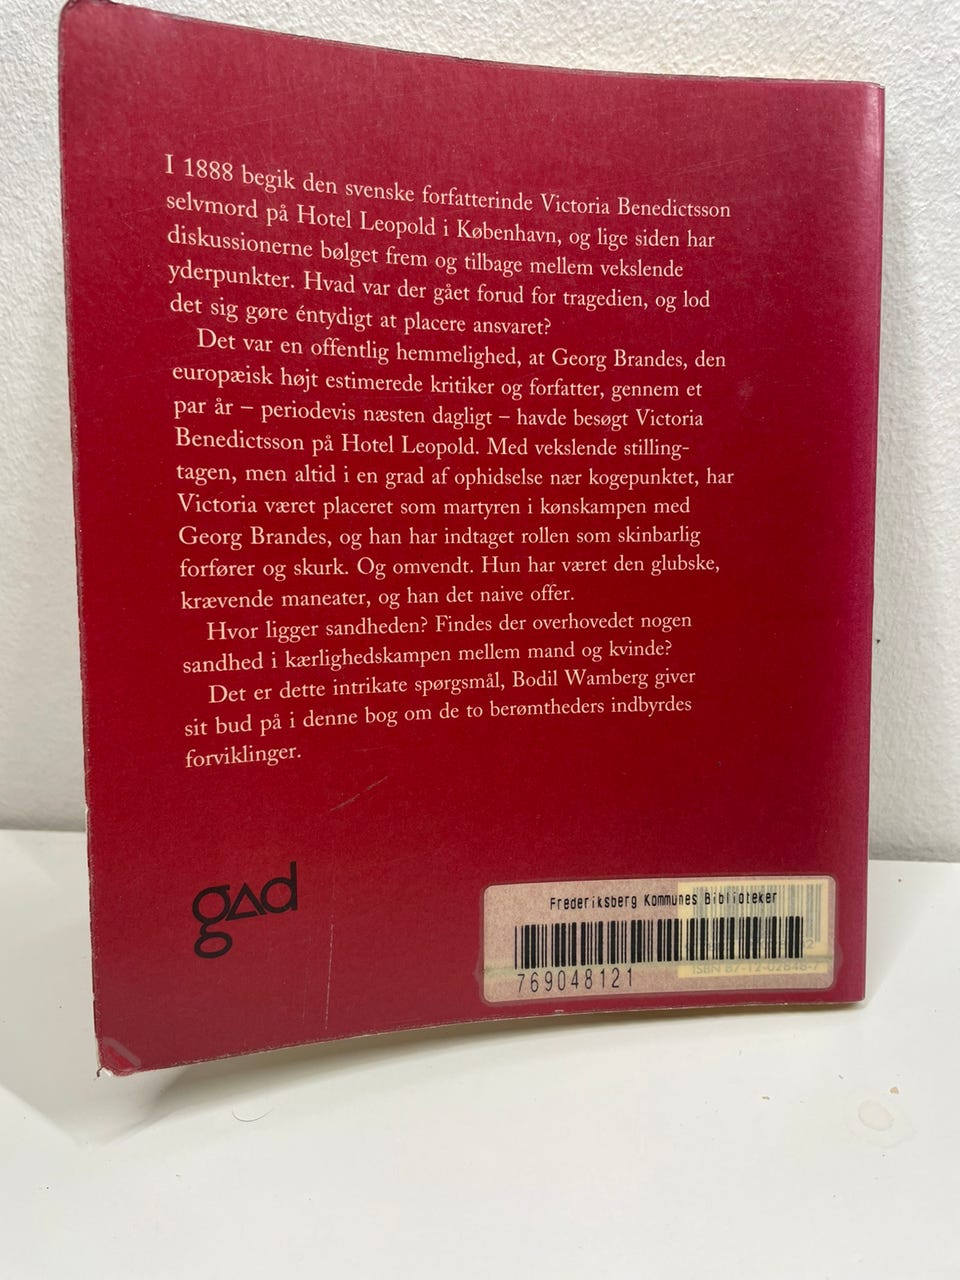 I 1888 begik den svenske forfatterinde Victoria Benedictsson
selvmord på Hotel Leopold i København, og lige siden har
diskussionerne bølget frem og tilbage mellem vekslende
yderpunkter. Hvad var der gået forud for tragedien, og lod
det sig gøre éntydigt at placere ansvaret?
Det var en offentlig hemmelighed, at Georg Brandes, den
europæisk højt estimerede kritiker og forfatter, gennem et
par år – periodevis næsten dagligt – havde besøgt Victoria
Benedictsson på Hotel Leopold. Med vekslende stilling-
tagen, men altid i en grad af ophidselse nær kogepunktet, har
Victoria været placeret som martyren i kønskampen med
Georg Brandes, og han har indtaget rollen som skinbarlig
forfører og skurk. Og omvendt. Hun har været den glubske,
krævende maneater, og han det naive offer.
Hvor ligger sandheden? Findes der overhovedet nogen
sandhed i kærlighedskampen mellem mand og kvinde?
Det er dette intrikate spørgsmål, Bodil Wamberg giver
sit bud på i denne bog om de to berømtheders indbyrdes
forviklinger.
gad
Frederiksberg Kommunes Biblioteker
769048121
ISBN 87-12-02848-7